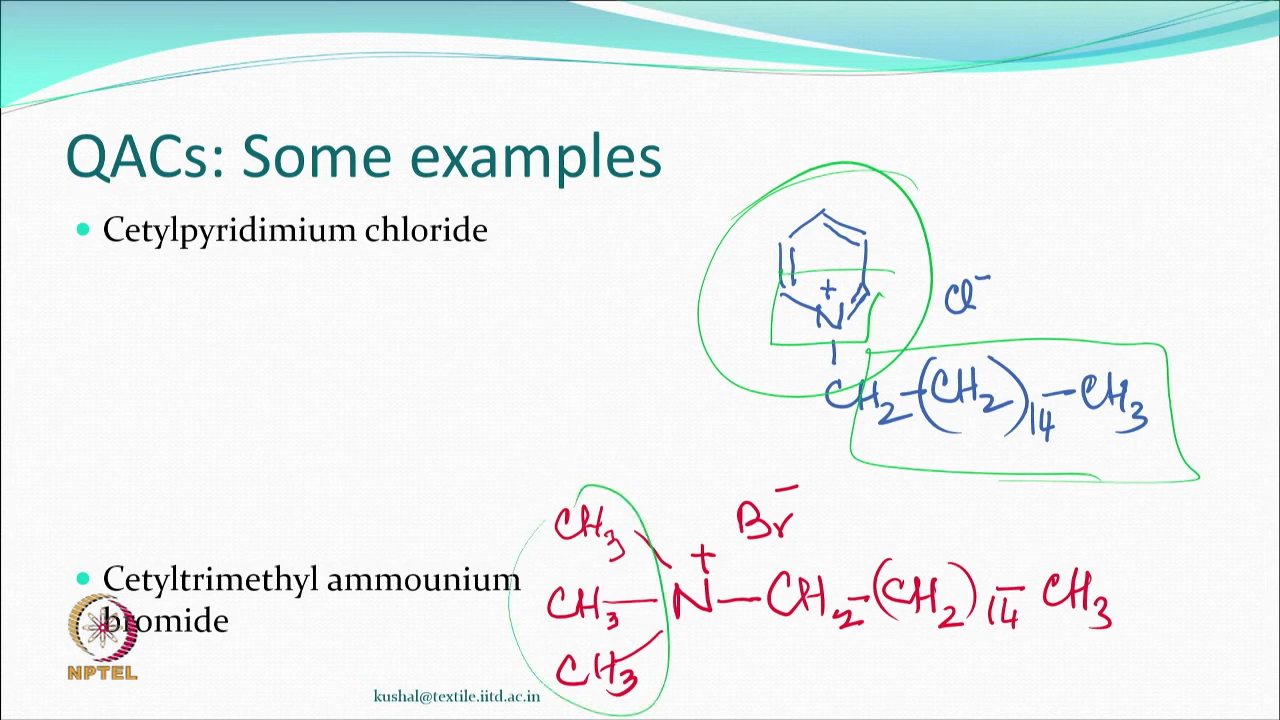 QACs: Some examples
Cetylpyridimium chloride
N
+
Cl⁻
CH₂-(CH₂)₁₄-CH₃
Cetyltrimethyl ammounium
bromide
CH₃
CH₃
CH₃
N
+
Br⁻
CH₂-(CH₂)₁₄-CH₃
NPTEL
kushal@textile.iitd.ac.in